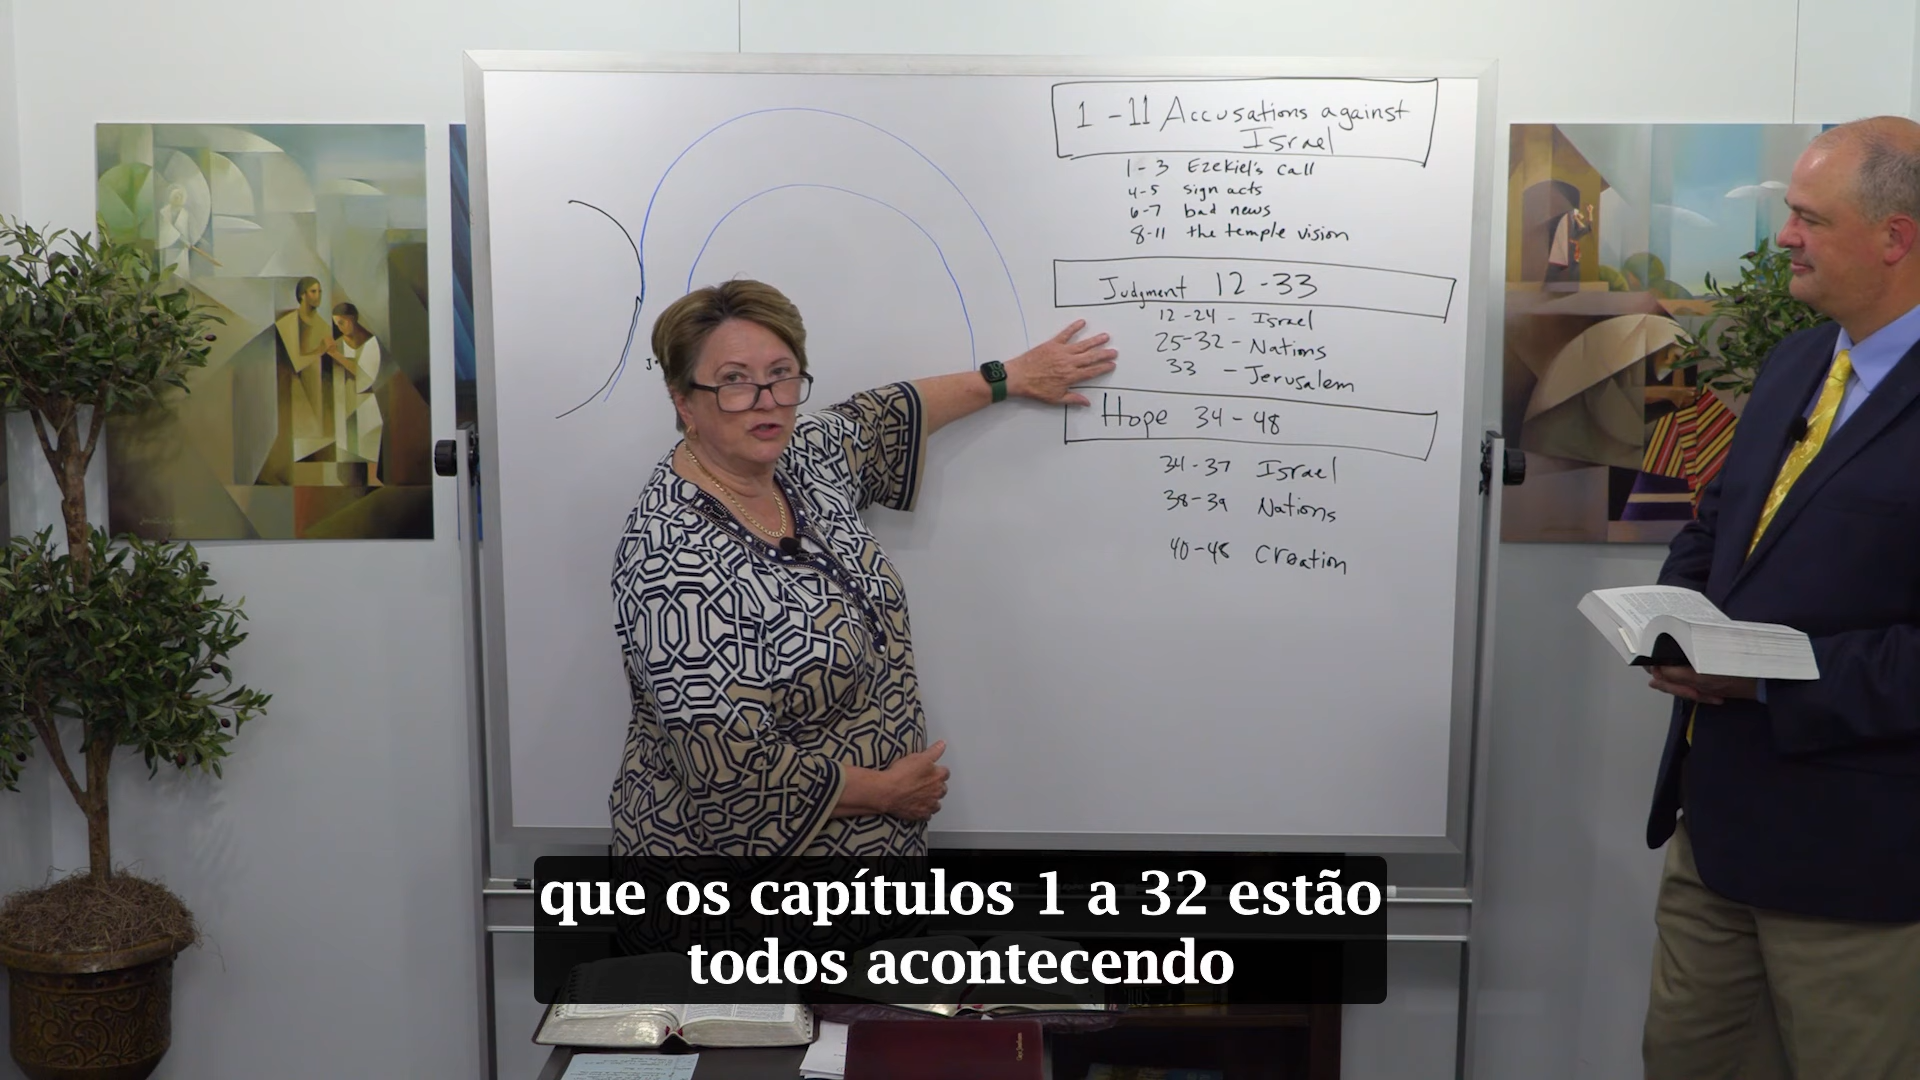 1-11 Accusations against
Israel
1-3 Ezekiel's call
4-5 sign acts
6-7 bad news
8-11 the temple vision
Judgment 12-33
12-24 - Israel
25-32 - Nations
33 - Jerusalem
Hope 34-48
34-37 Israel
38-39 Nations
40-48 Creation
que os capítulos 1 a 32 estão
todos acontecendo